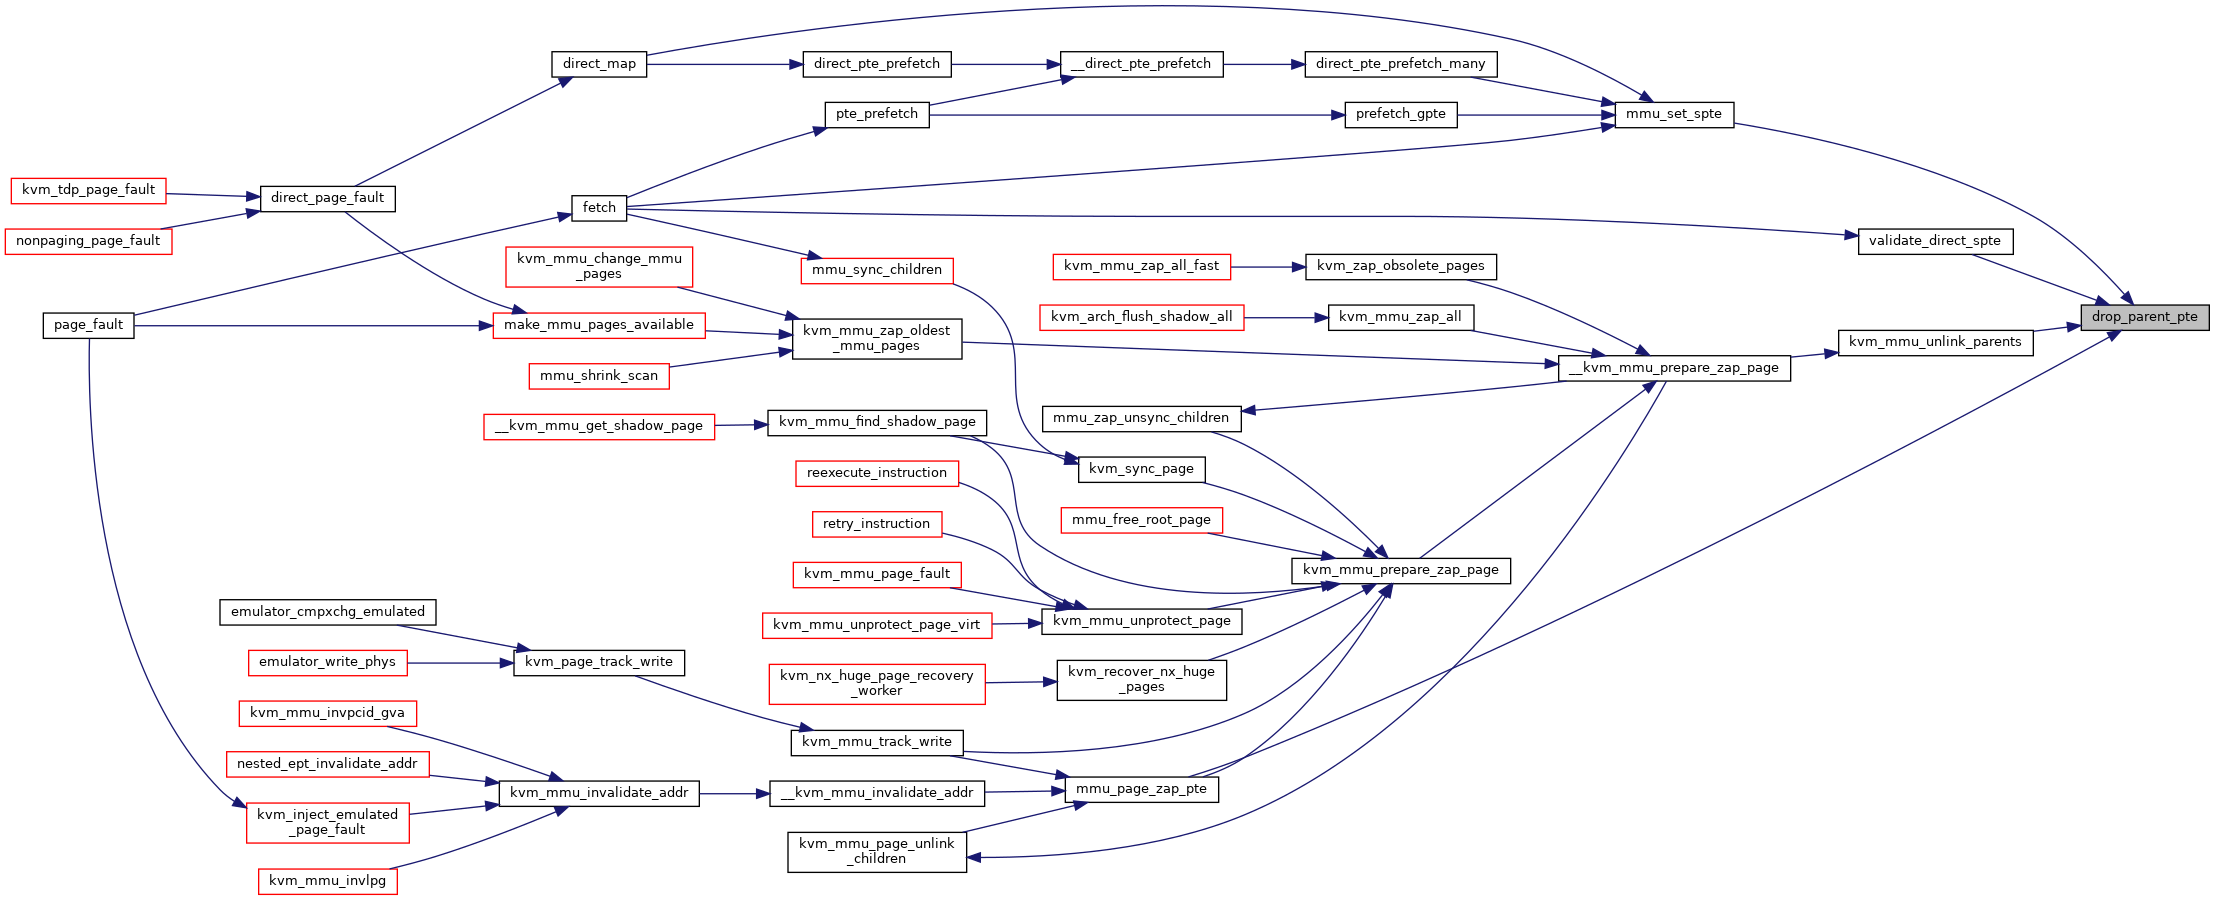 direct_map
direct_pte_prefetch
__direct_pte_prefetch
direct_pte_prefetch_many
pte_prefetch
prefetch_gpte
mmu_set_spte
kvm_tdp_page_fault
direct_page_fault
fetch
nonpaging_page_fault
validate_direct_spte
kvm_mmu_change_mmu
_pages
mmu_sync_children
kvm_mmu_zap_all_fast
kvm_zap_obsolete_pages
page_fault
make_mmu_pages_available
kvm_mmu_zap_oldest
_mmu_pages
kvm_arch_flush_shadow_all
kvm_mmu_zap_all
drop_parent_pte
kvm_mmu_unlink_parents
mmu_shrink_scan
__kvm_mmu_prepare_zap_page
__kvm_mmu_get_shadow_page
kvm_mmu_find_shadow_page
mmu_zap_unsync_children
reexecute_instruction
kvm_sync_page
retry_instruction
mmu_free_root_page
kvm_mmu_page_fault
kvm_mmu_prepare_zap_page
emulator_cmpxchg_emulated
kvm_mmu_unprotect_page_virt
kvm_mmu_unprotect_page
emulator_write_phys
kvm_page_track_write
kvm_nx_huge_page_recovery
_worker
kvm_recover_nx_huge
_pages
kvm_mmu_invpcid_gva
kvm_mmu_track_write
nested_ept_invalidate_addr
kvm_mmu_invalidate_addr
__kvm_mmu_invalidate_addr
mmu_page_zap_pte
kvm_inject_emulated
_page_fault
kvm_mmu_page_unlink
_children
kvm_mmu_invlpg